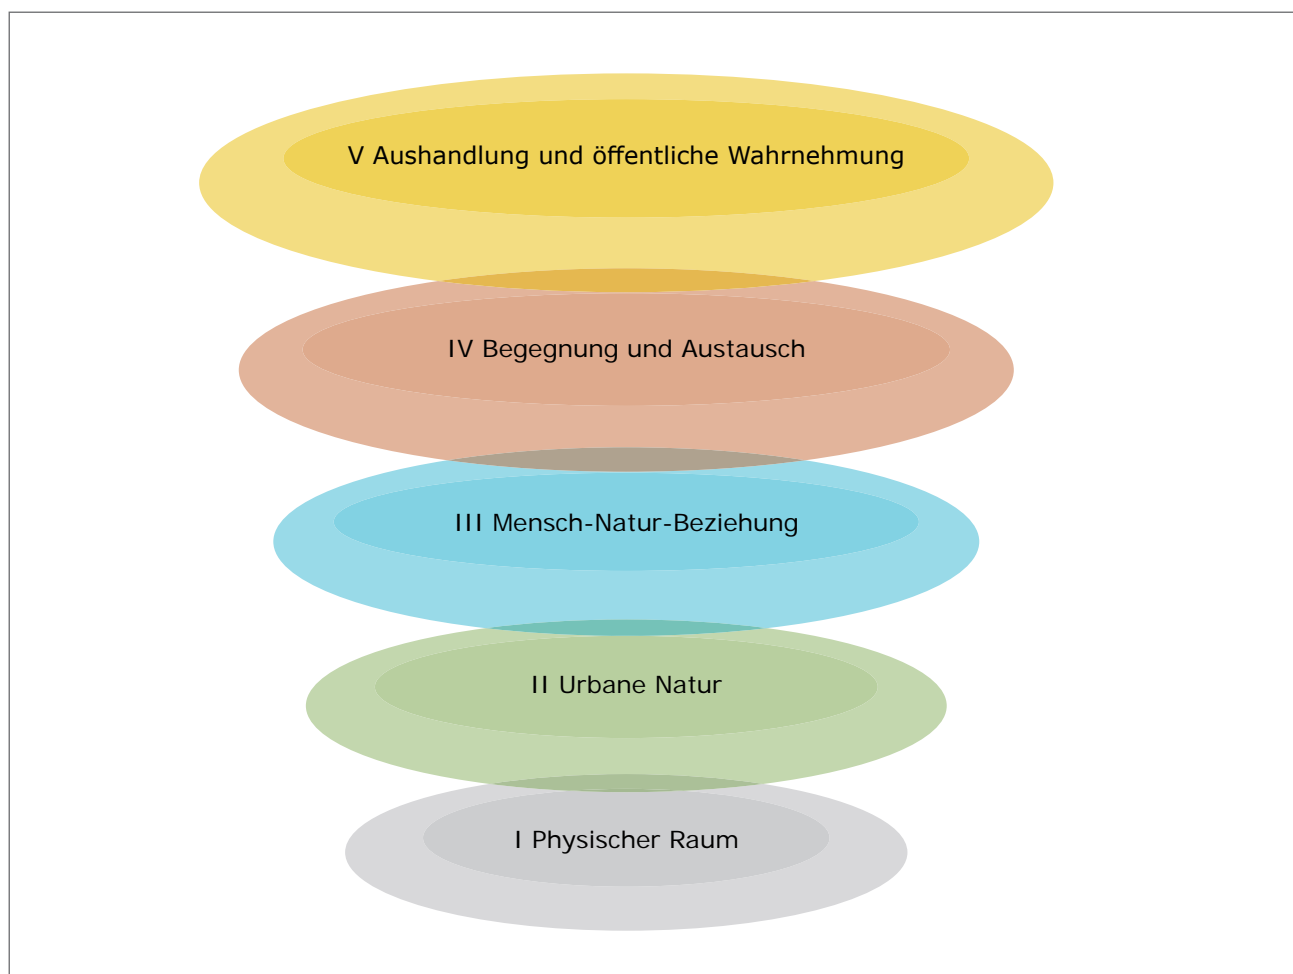 V Aushandlung und öffentliche Wahrnehmung
IV Begegnung und Austausch
III Mensch-Natur-Beziehung
II Urbane Natur
I Physischer Raum